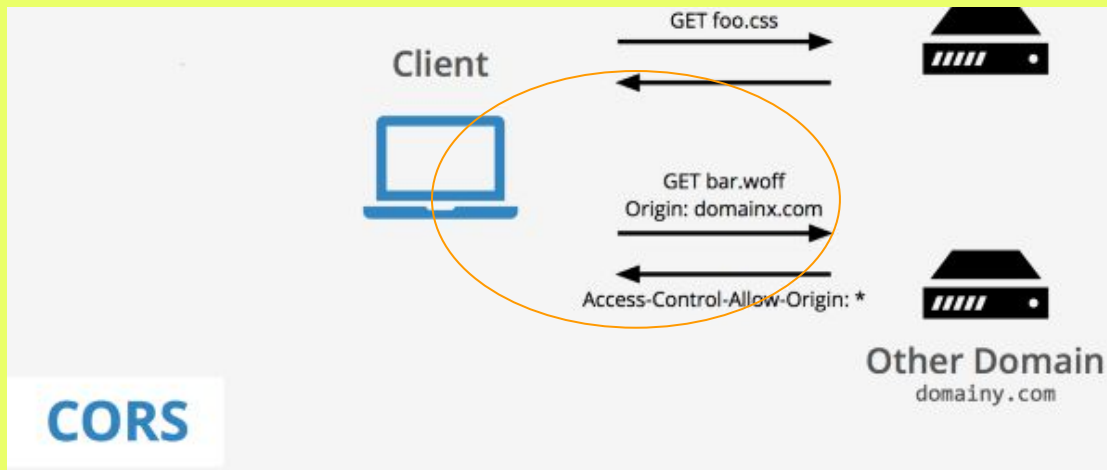 GET foo.css
Client
GET bar.woff
Origin: domainx.com
Access-Control-Allow-Origin: *
Other Domain
domainy.com
CORS